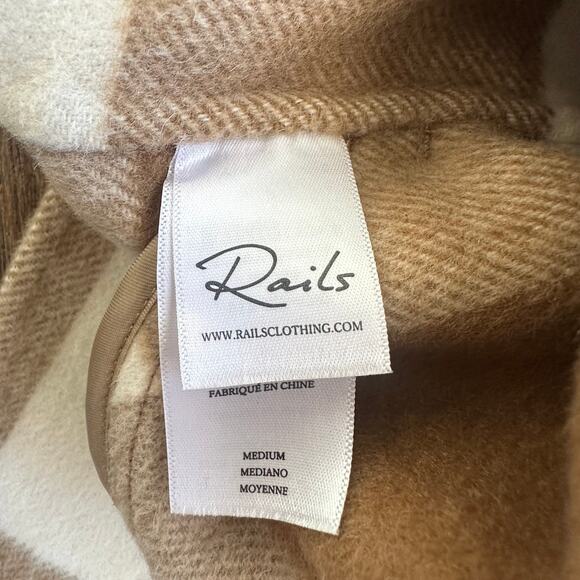 Rails
WWW.RAILSCLOTHING.COM
FABRIQUÉ EN CHINE
MEDIUM
MEDIANO
MOYENNE